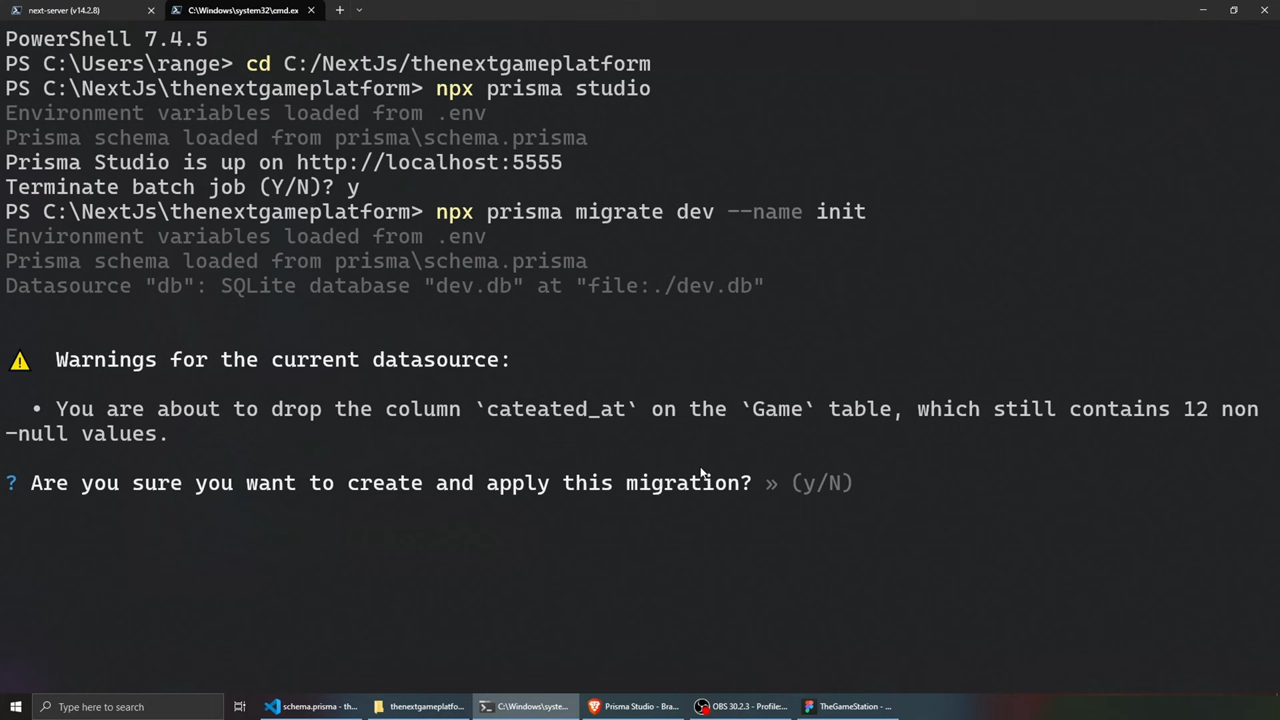 next-server (v14.2.8)
C:\Windows\system32\cmd.ex
PowerShell 7.4.5
PS C:\Users\range> cd C:/NextJs/thenextgameplatform
PS C:\NextJs\thenextgameplatform> npx prisma studio
Environment variables loaded from .env
Prisma schema loaded from prisma\schema.prisma
Prisma Studio is up on http://localhost:5555
Terminate batch job (Y/N)? y
PS C:\NextJs\thenextgameplatform> npx prisma migrate dev --name init
Environment variables loaded from .env
Prisma schema loaded from prisma\schema.prisma
Datasource "db": SQLite database "dev.db" at "file:./dev.db"
⚠ Warnings for the current datasource:
• You are about to drop the column `cateated_at` on the `Game` table, which still contains 12 non
-null values.
? Are you sure you want to create and apply this migration? » (y/N)
Type here to search
schema.prisma - th...
thenextgameplatfo...
C:\Windows\syste...
Prisma Studio - Bra...
OBS 30.2.3 - Profile:...
TheGameStation - ...